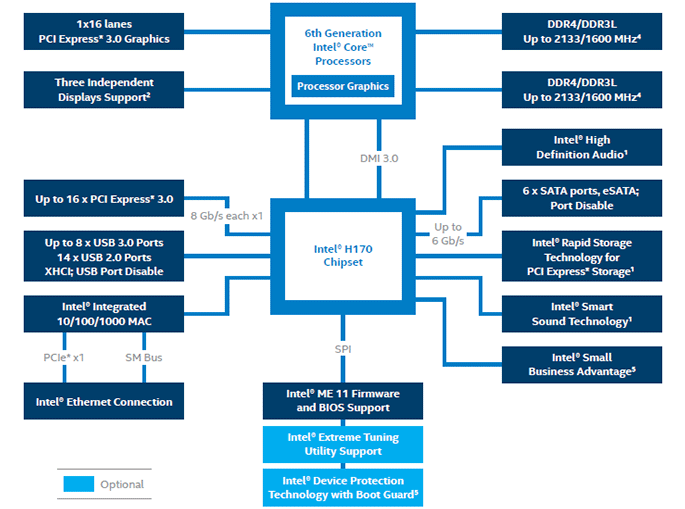 1x16 lanes
PCI Express* 3.0 Graphics
6th Generation
Intel® Core™
Processors
Processor Graphics
DDR4/DDR3L
Up to 2133/1600 MHz⁴
Three Independent
Displays Support²
DDR4/DDR3L
Up to 2133/1600 MHz⁴
DMI 3.0
Intel® High
Definition Audio¹
Up to 16 x PCI Express* 3.0
8 Gb/s each x1
6 x SATA ports, eSATA;
Port Disable
Up to
6 Gb/s
Up to 8 x USB 3.0 Ports
14 x USB 2.0 Ports
XHCI; USB Port Disable
Intel® H170
Chipset
Intel® Rapid Storage
Technology for
PCI Express* Storage¹
Intel® Integrated
10/100/1000 MAC
Intel® Smart
Sound Technology¹
PCIe* x1
SM Bus
SPI
Intel® Small
Business Advantage⁵
Intel® Ethernet Connection
Intel® ME 11 Firmware
and BIOS Support
Intel® Extreme Tuning
Utility Support
Intel® Device Protection
Technology with Boot Guard⁵
Optional